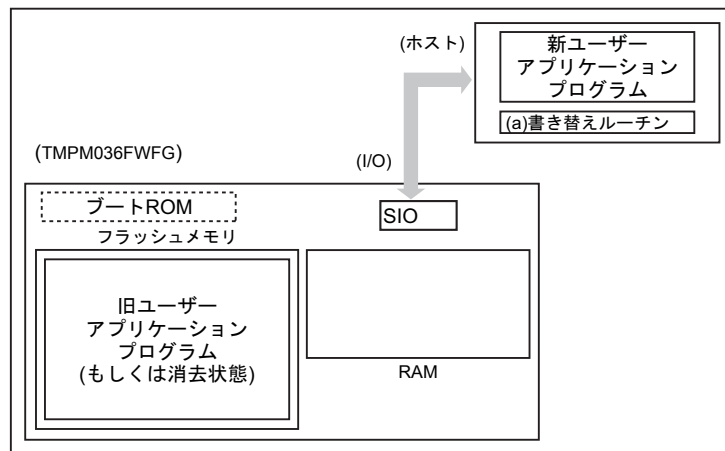 (ホスト)
新ユーザー
アプリケーション
プログラム
(a)書き替えルーチン
(TMPM036FWFG)
(I/O)
ブートROM
SIO
フラッシュメモリ
旧ユーザー
アプリケーション
プログラム
(もしくは消去状態)
RAM